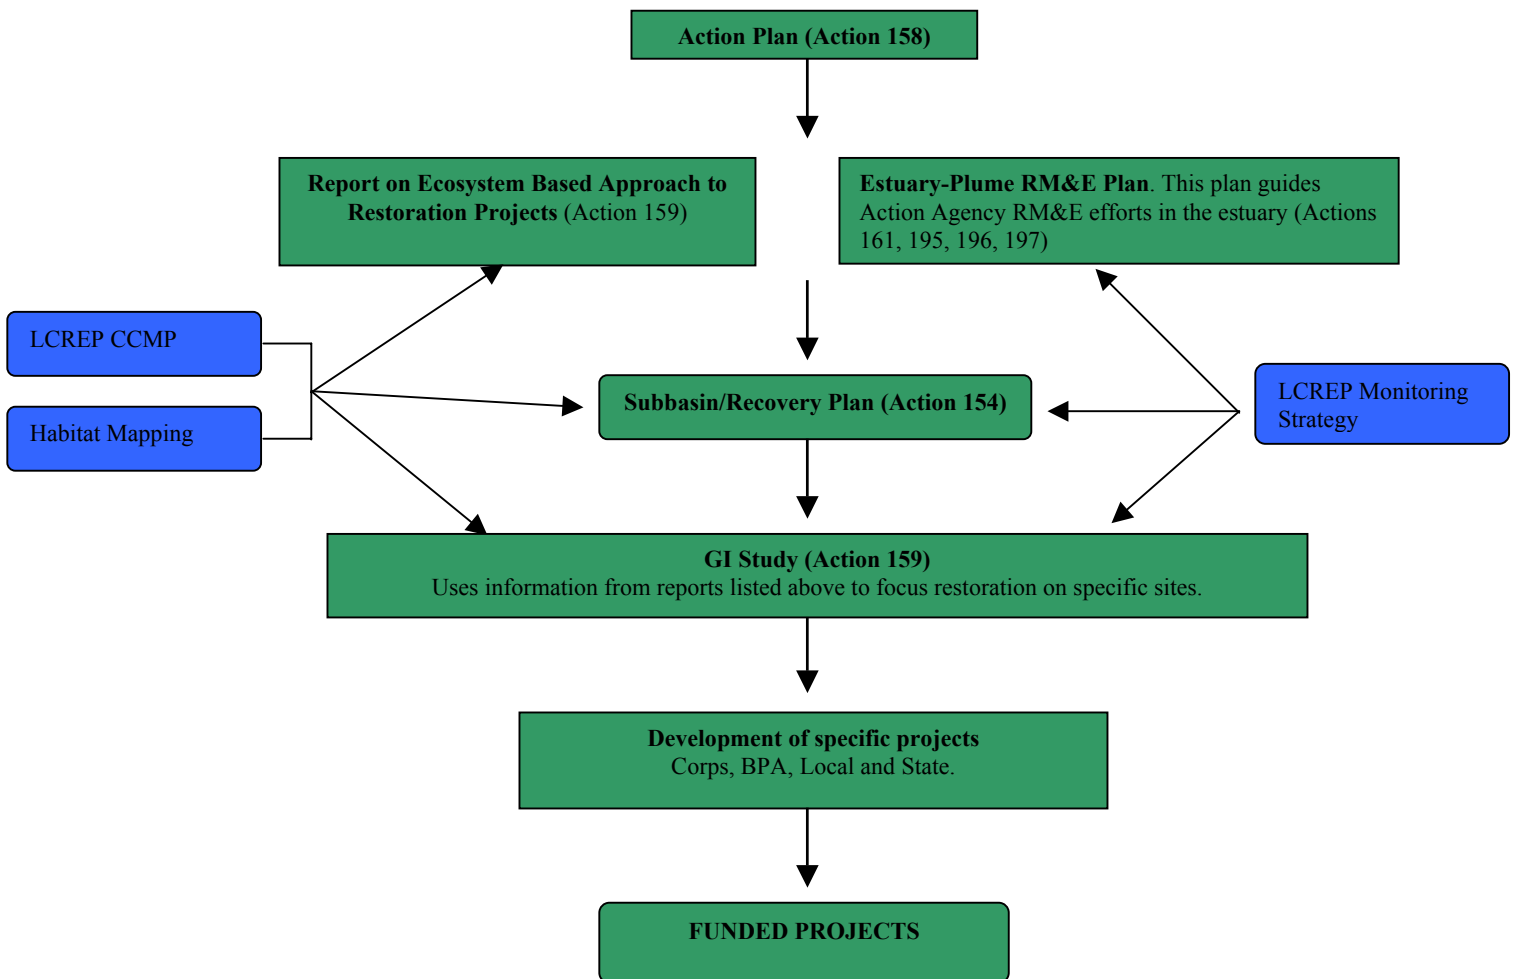 Action Plan (Action 158)
Report on Ecosystem Based Approach to
Restoration Projects (Action 159)
Estuary-Plume RM&E Plan. This plan guides
Action Agency RM&E efforts in the estuary (Actions
161, 195, 196, 197)
LCREP CCMP
Habitat Mapping
Subbasin/Recovery Plan (Action 154)
LCREP Monitoring
Strategy
GI Study (Action 159)
Uses information from reports listed above to focus restoration on specific sites.
Development of specific projects
Corps, BPA, Local and State.
FUNDED PROJECTS